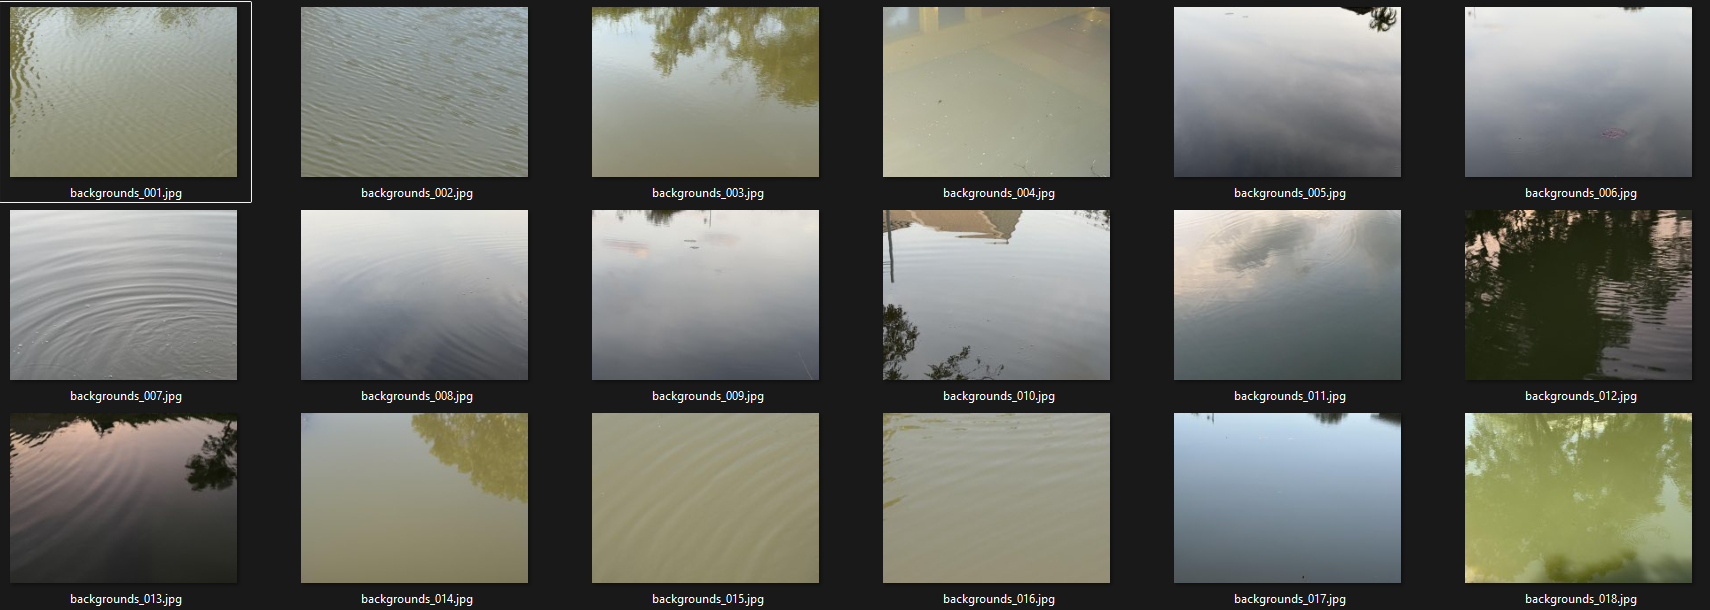 backgrounds_001.jpg
backgrounds_002.jpg
backgrounds_003.jpg
backgrounds_004.jpg
backgrounds_005.jpg
backgrounds_006.jpg
backgrounds_007.jpg
backgrounds_008.jpg
backgrounds_009.jpg
backgrounds_010.jpg
backgrounds_011.jpg
backgrounds_012.jpg
backgrounds_013.jpg
backgrounds_014.jpg
backgrounds_015.jpg
backgrounds_016.jpg
backgrounds_017.jpg
backgrounds_018.jpg